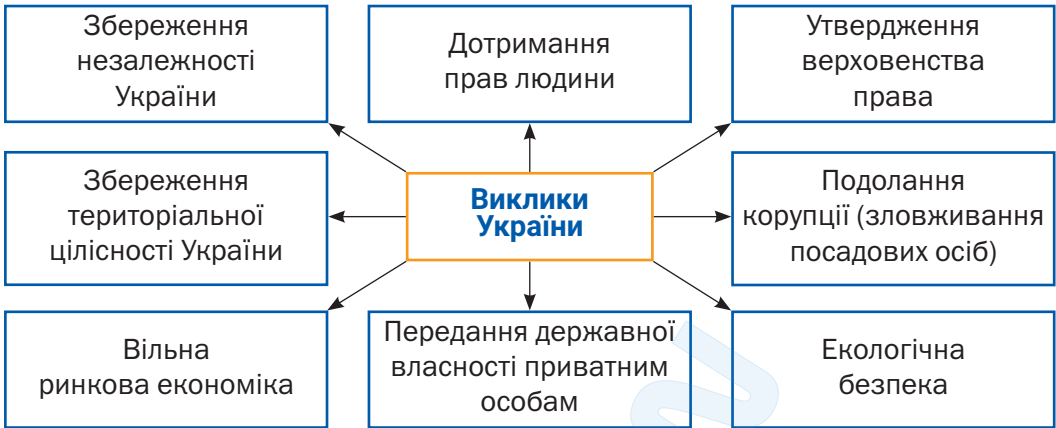 Збереження
незалежності
України
Дотримання
прав людини
Утвердження
верховенства
права
Збереження
територіальної
цілісності України
Виклики
України
Подолання
корупції (зловживання
посадових осіб)
Вільна
ринкова економіка
Передання державної
власності приватним
особам
Екологічна
безпека